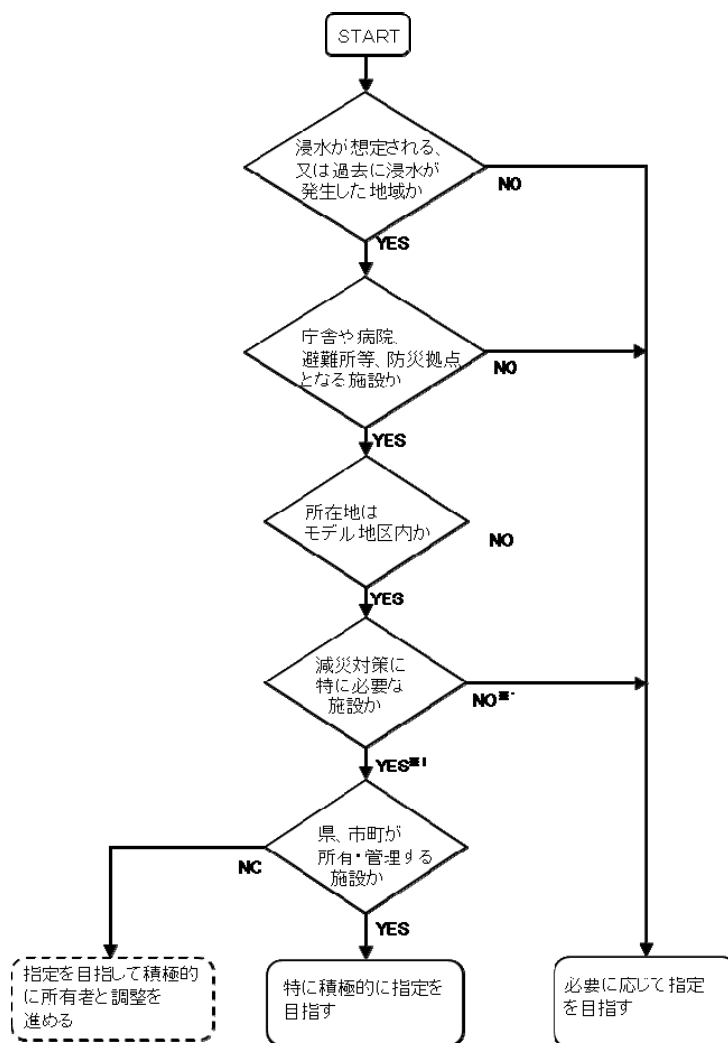 START
浸水が想定される、
又は過去に浸水が
発生した地域か
NO
YES
庁舎や病院、
避難所等、防災拠点
となる施設か
NO
YES
所在地は
モデル地区内か
NO
YES
減災対策に
特に必要な
施設か
NO
YES
県、市町が
所有・管理する
施設か
NC
YES
指定を目指して積極的
に所有者と調整を
進める
特に積極的に指定を
目指す
必要に応じて指定
を目指す